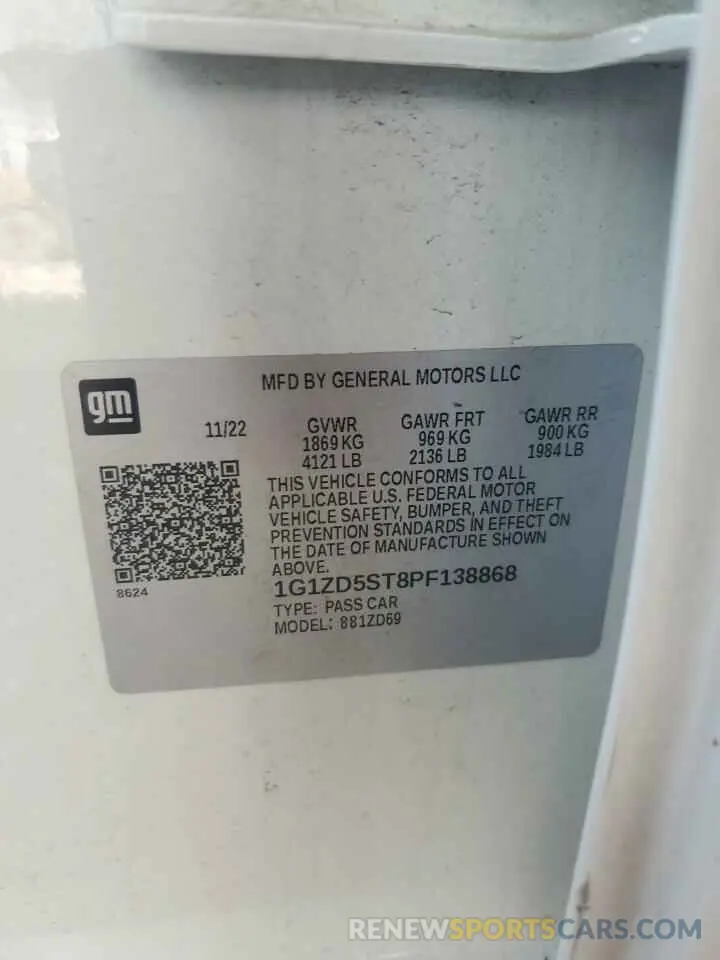 gm
MFD BY GENERAL MOTORS LLC
11/22
GVWR
1869 KG
4121 LB
GAWR FRT
969 KG
2136 LB
GAWR RR
900 KG
1984 LB
THIS VEHICLE CONFORMS TO ALL
APPLICABLE U.S. FEDERAL MOTOR
VEHICLE SAFETY, BUMPER, AND THEFT
PREVENTION STANDARDS IN EFFECT ON
THE DATE OF MANUFACTURE SHOWN
ABOVE.
8624
1G1ZD5ST8PF138868
TYPE: PASS CAR
MODEL: 881ZD69
RENEWSPORTSCARS.COM